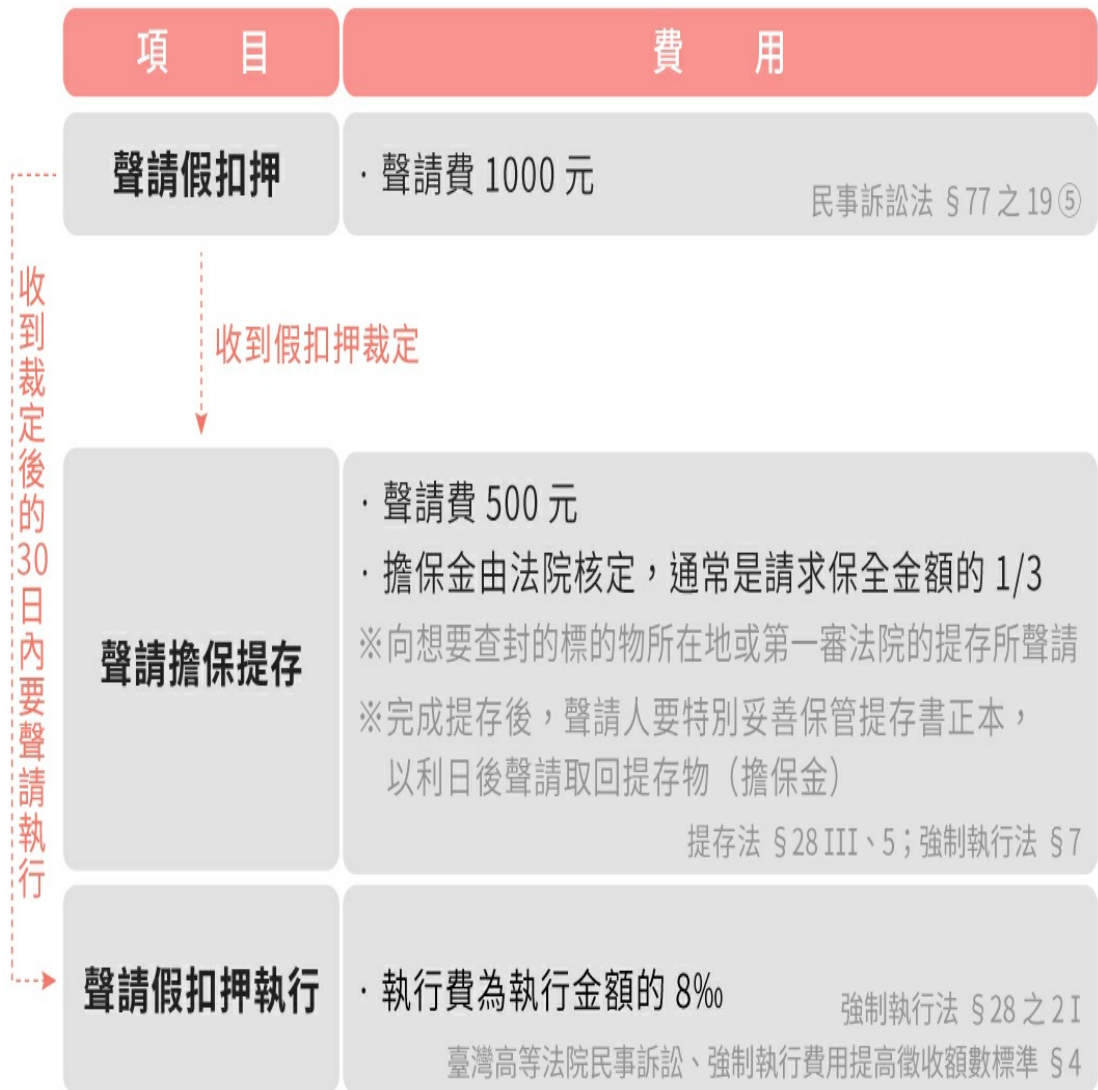 項 目
費 用
聲請假扣押
· 聲請費 1000 元
民事訴訟法 §77 之 19 ⑤
收到裁定後的30日內要聲請執行
收到假扣押裁定
聲請擔保提存
· 聲請費 500 元
· 擔保金由法院核定，通常是請求保全金額的 1/3
※向想要查封的標的物所在地或第一審法院的提存所聲請
※完成提存後，聲請人要特別妥善保管提存書正本，
以利日後聲請取回提存物（擔保金）
提存法 §28 III、5；強制執行法 §7
聲請假扣押執行
· 執行費為執行金額的 8‰
強制執行法 §28 之 2 I
臺灣高等法院民事訴訟、強制執行費用提高徵收額數標準 §4